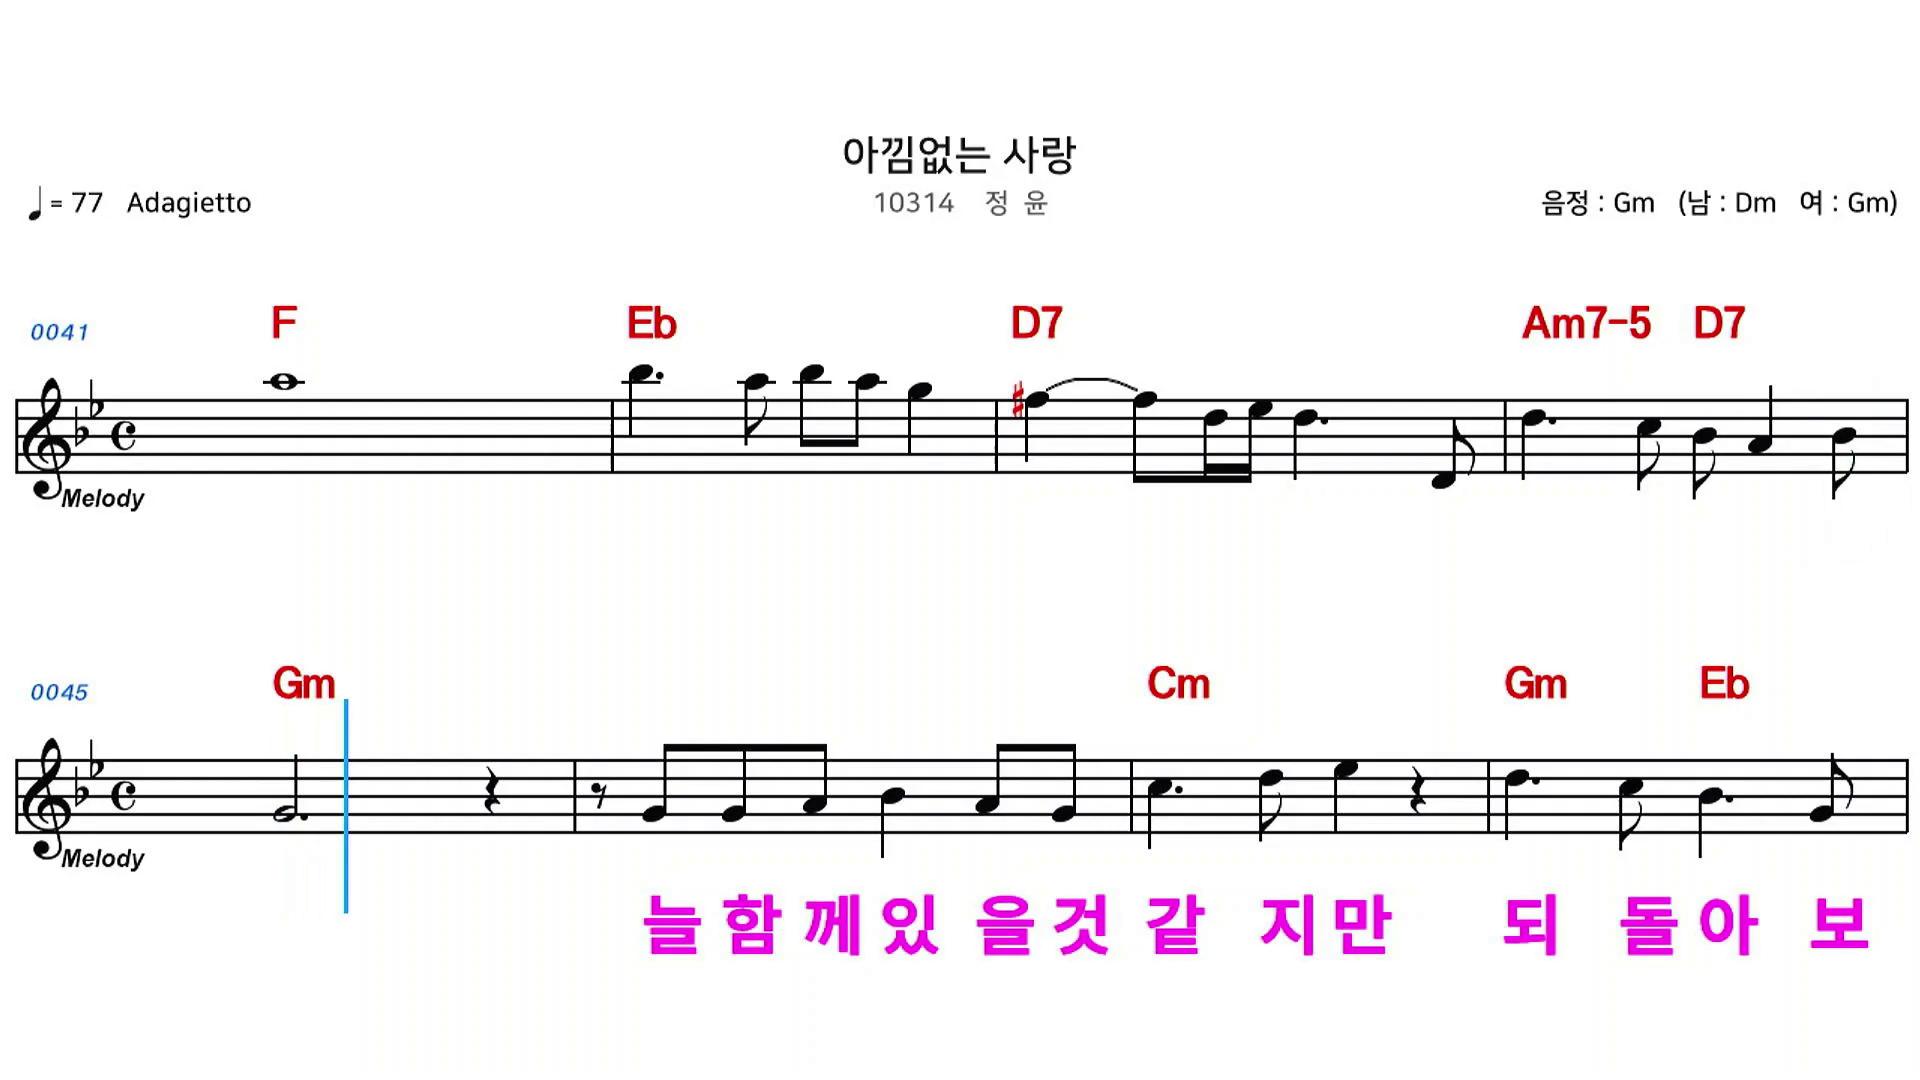 아낌없는 사랑
= 77 Adagietto
10314 정 윤
음정 : Gm (남 : Dm 여 : Gm)
0041 F Eb D7 Am7-5 D7
Melody
0045 Gm Cm Gm Eb
Melody
늘 함 께 있 을 것 같 지 만 되 돌 아 보